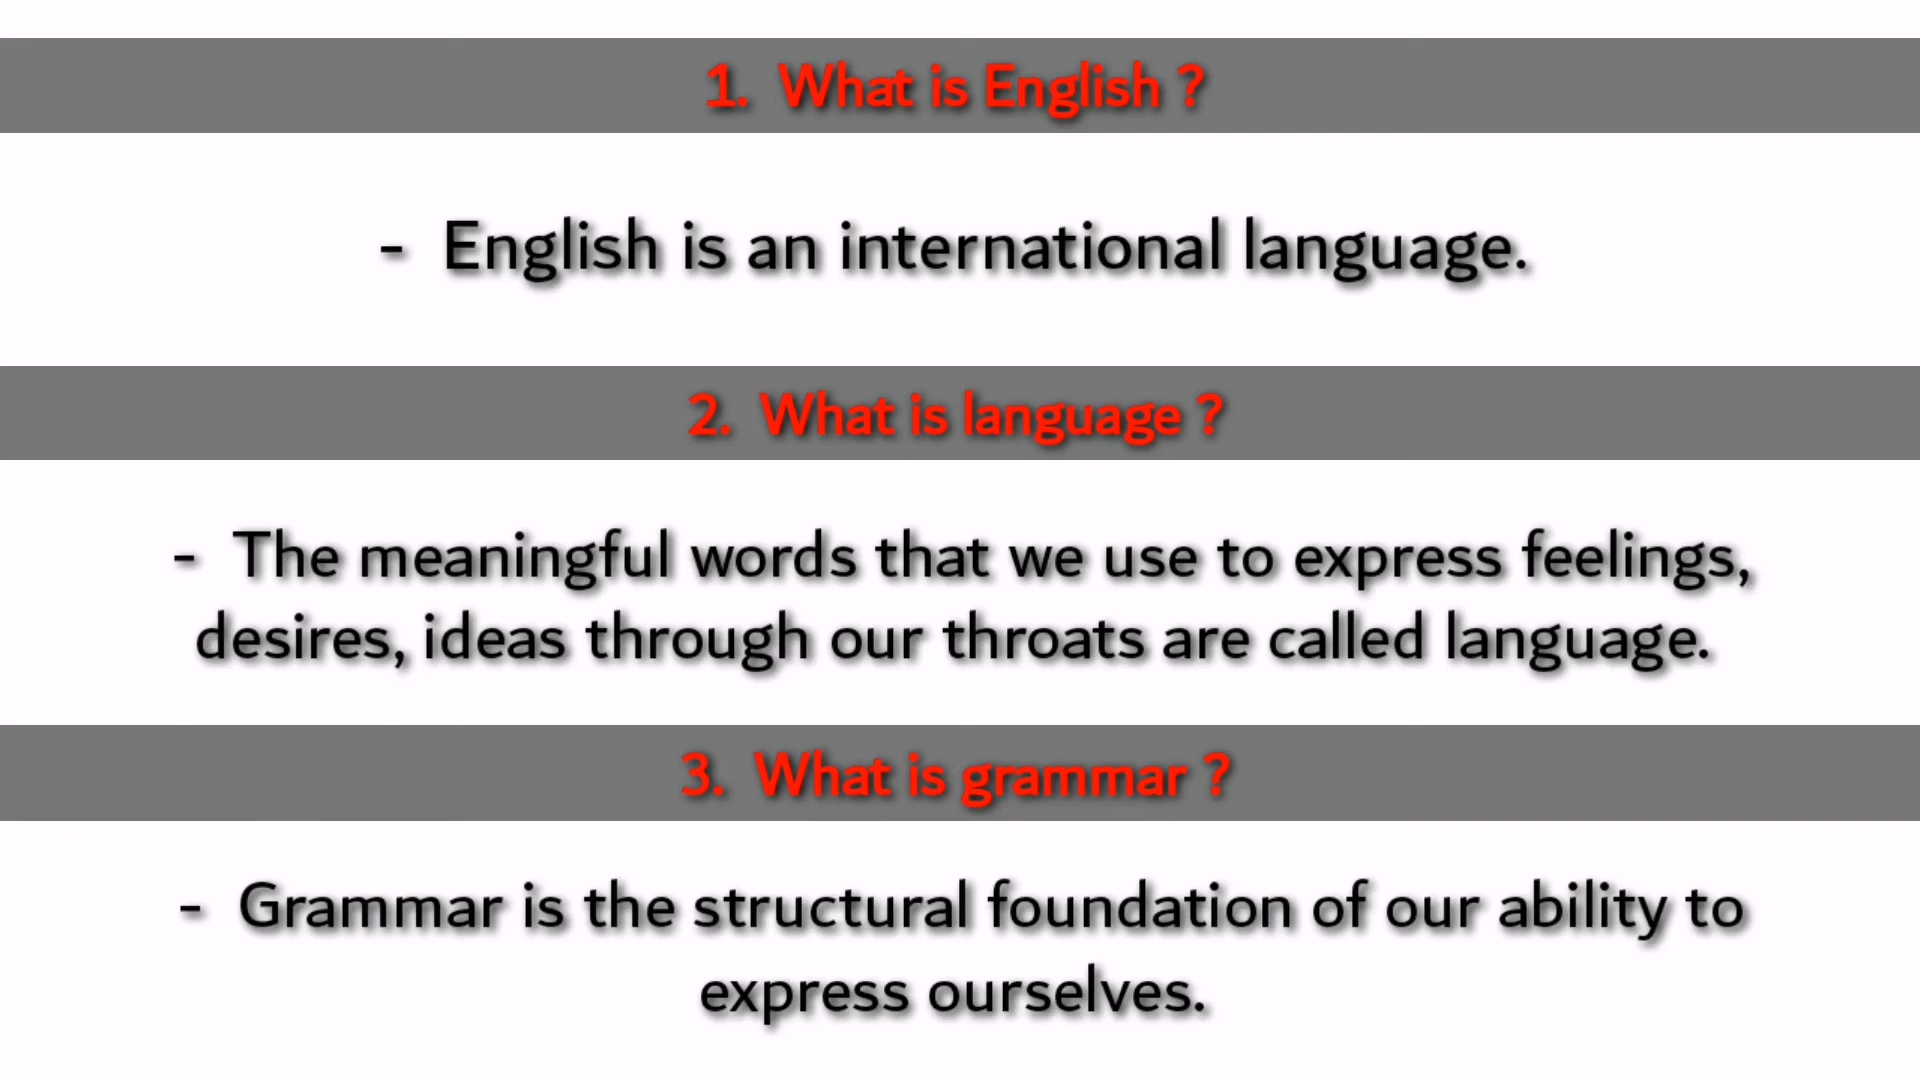 1. What is English ?
- English is an international language.
2. What is language ?
- The meaningful words that we use to express feelings,
desires, ideas through our throats are called language.
3. What is grammar ?
- Grammar is the structural foundation of our ability to
express ourselves.